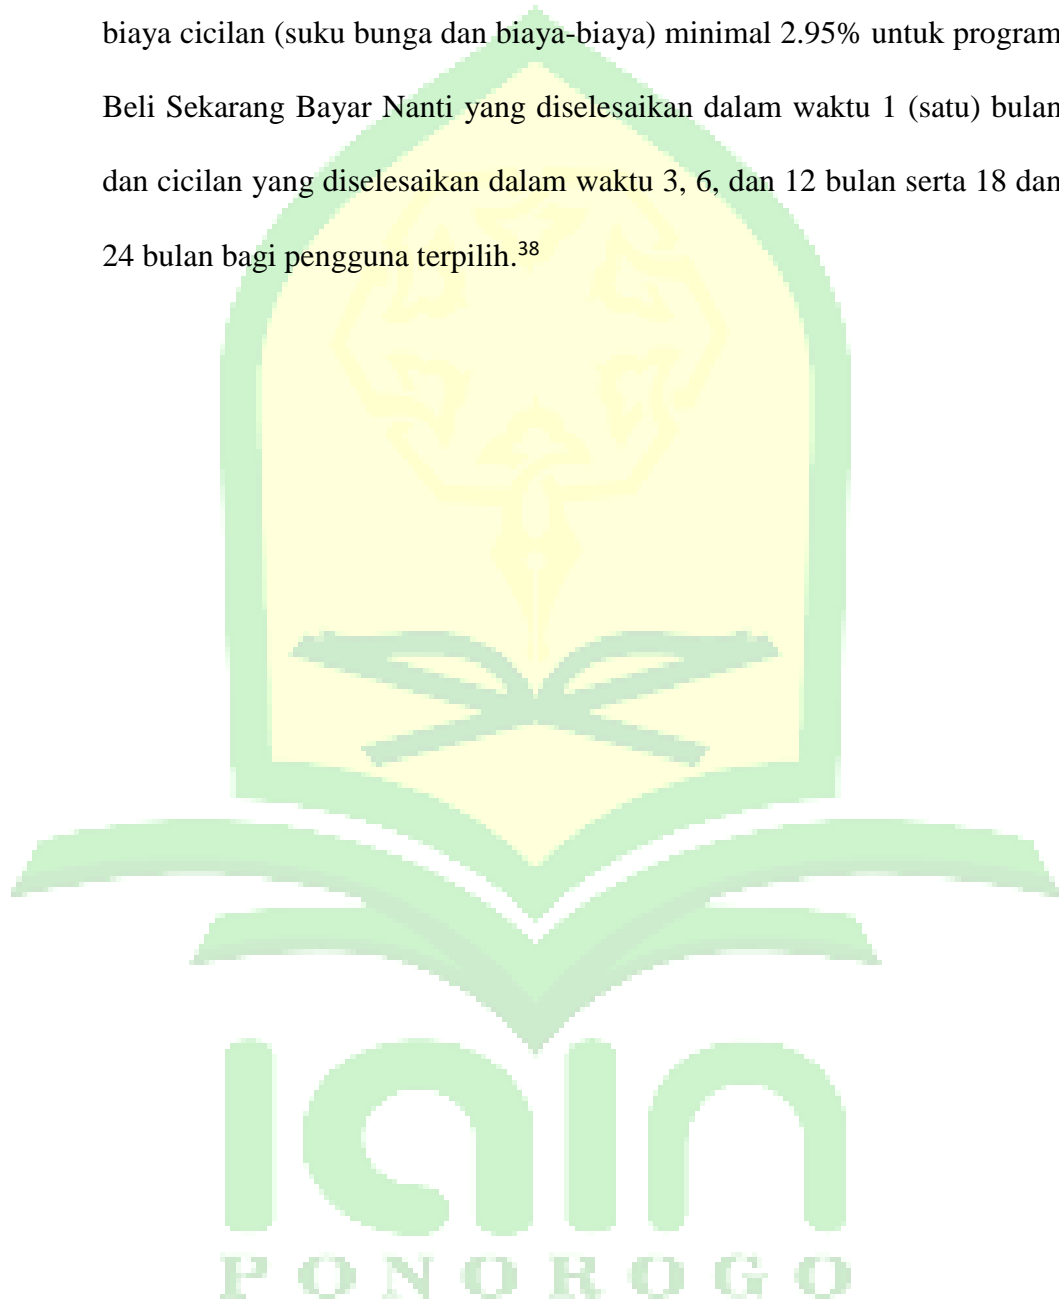 biaya cicilan (suku bunga dan biaya-biaya) minimal 2.95% untuk program
Beli Sekarang Bayar Nanti yang diselesaikan dalam waktu 1 (satu) bulan
dan cicilan yang diselesaikan dalam waktu 3, 6, dan 12 bulan serta 18 dan
24 bulan bagi pengguna terpilih.³⁸
iain
PONOROGO